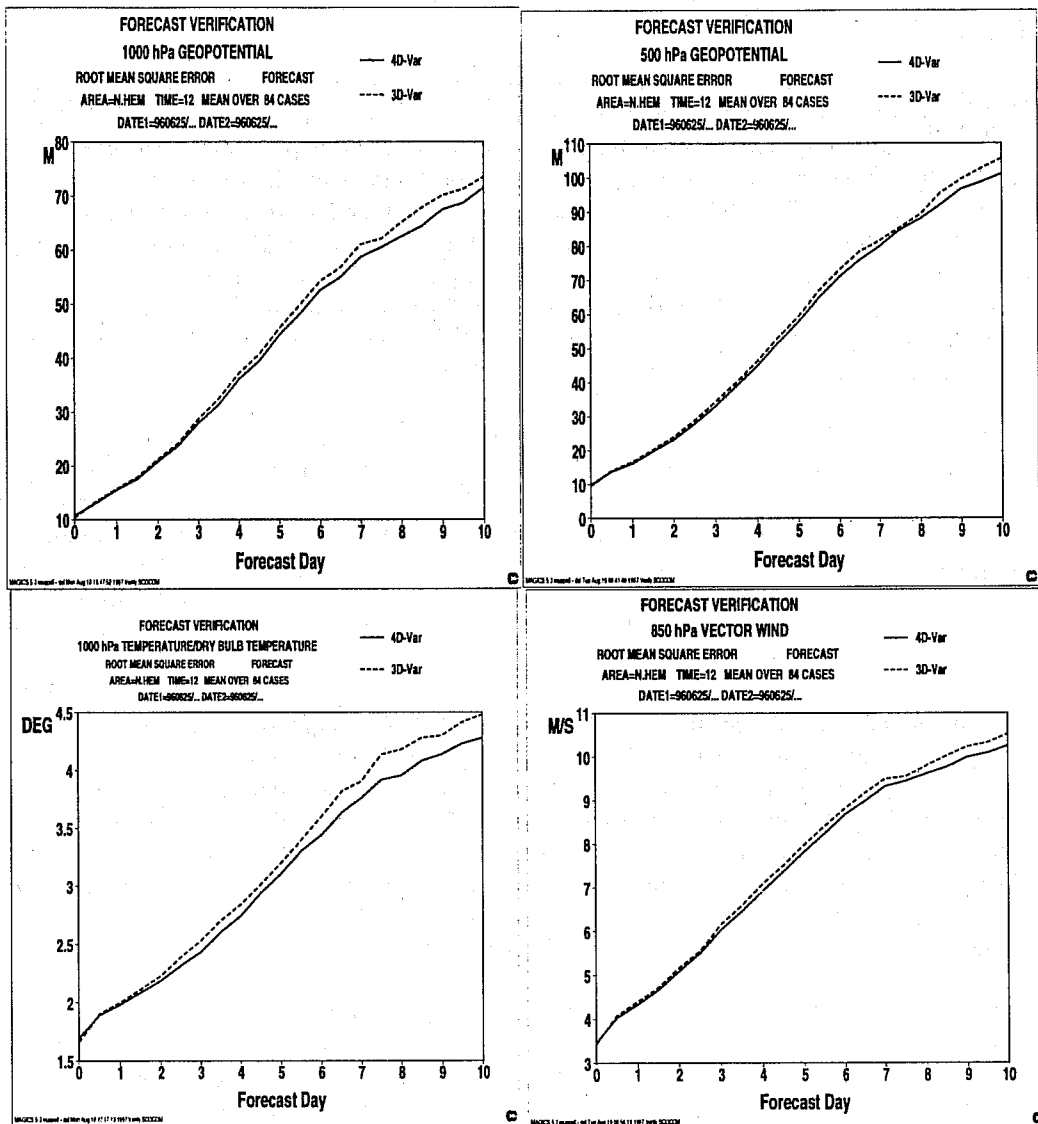 FORECAST VERIFICATION
1000 hPa GEOPOTENTIAL
ROOT MEAN SQUARE ERROR FORECAST
AREA=N.HEM TIME=12 MEAN OVER 84 CASES
DATE1=960625/... DATE2=960625/...
4D-Var
3D-Var
M
80
70
60
50
40
30
20
10
0 1 2 3 4 5 6 7 8 9 10
Forecast Day
FORECAST VERIFICATION
500 hPa GEOPOTENTIAL
ROOT MEAN SQUARE ERROR FORECAST
AREA=N.HEM TIME=12 MEAN OVER 84 CASES
DATE1=960625/... DATE2=960625/...
4D-Var
3D-Var
M
110
100
90
80
70
60
50
40
30
20
10
0
0 1 2 3 4 5 6 7 8 9 10
Forecast Day
FORECAST VERIFICATION
1000 hPa TEMPERATURE/DRY BULB TEMPERATURE
ROOT MEAN SQUARE ERROR FORECAST
AREA=N.HEM TIME=12 MEAN OVER 84 CASES
DATE1=960625/... DATE2=960625/...
4D-Var
3D-Var
DEG
4.5
4
3.5
3
2.5
2
1.5
0 1 2 3 4 5 6 7 8 9 10
Forecast Day
FORECAST VERIFICATION
850 hPa VECTOR WIND
ROOT MEAN SQUARE ERROR FORECAST
AREA=N.HEM TIME=12 MEAN OVER 84 CASES
DATE1=960625/... DATE2=960625/...
4D-Var
3D-Var
M/S
11
10
9
8
7
6
5
4
3
0 1 2 3 4 5 6 7 8 9 10
Forecast Day